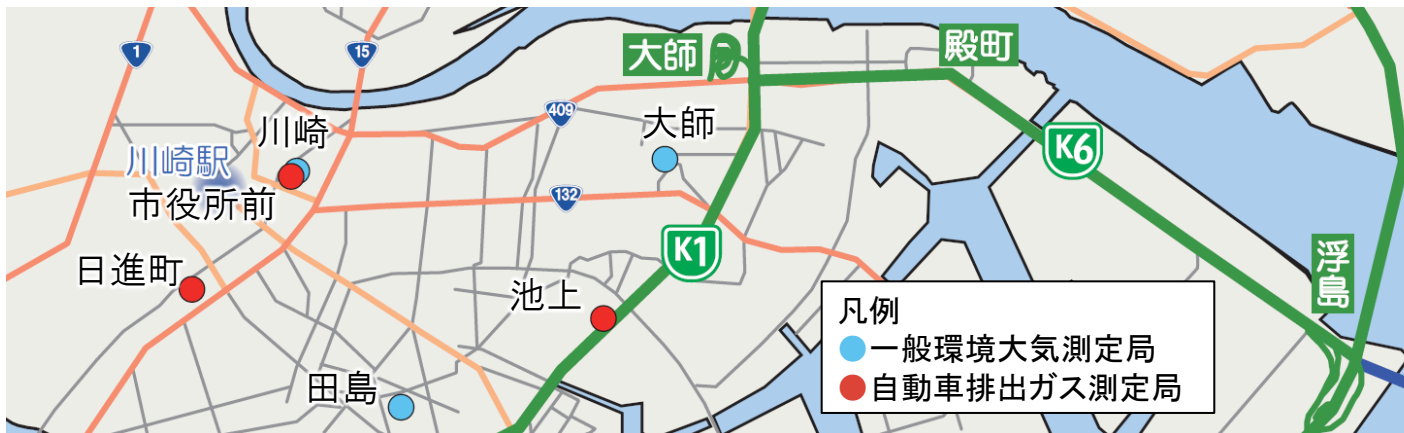 1
15
409
132
K1
K6
大師
殿町
浮島
川崎
川崎駅
市役所前
日進町
大師
池上
田島
凡例
一般環境大気測定局
自動車排出ガス測定局